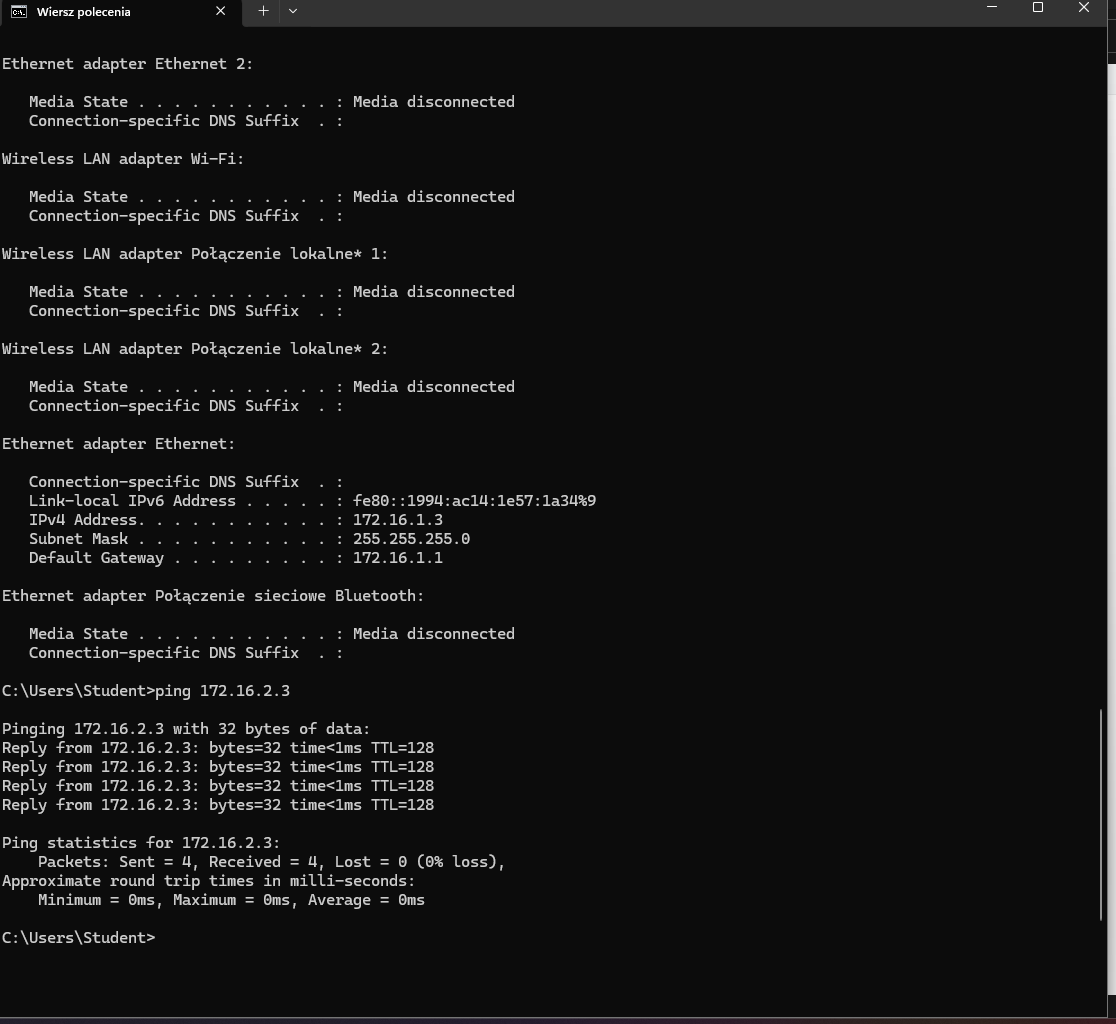 Wiersz polecenia
Ethernet adapter Ethernet 2:
Media State . . . . . . . . . . . : Media disconnected
Connection-specific DNS Suffix  . :
Wireless LAN adapter Wi-Fi:
Media State . . . . . . . . . . . : Media disconnected
Connection-specific DNS Suffix  . :
Wireless LAN adapter Połączenie lokalne* 1:
Media State . . . . . . . . . . . : Media disconnected
Connection-specific DNS Suffix  . :
Wireless LAN adapter Połączenie lokalne* 2:
Media State . . . . . . . . . . . : Media disconnected
Connection-specific DNS Suffix  . :
Ethernet adapter Ethernet:
Connection-specific DNS Suffix  . :
Link-local IPv6 Address . . . . . : fe80::1994:ac14:1e57:1a34%9
IPv4 Address. . . . . . . . . . . : 172.16.1.3
Subnet Mask . . . . . . . . . . . : 255.255.255.0
Default Gateway . . . . . . . . . : 172.16.1.1
Ethernet adapter Połączenie sieciowe Bluetooth:
Media State . . . . . . . . . . . : Media disconnected
Connection-specific DNS Suffix  . :
C:\Users\Student>ping 172.16.2.3
Pinging 172.16.2.3 with 32 bytes of data:
Reply from 172.16.2.3: bytes=32 time<1ms TTL=128
Reply from 172.16.2.3: bytes=32 time<1ms TTL=128
Reply from 172.16.2.3: bytes=32 time<1ms TTL=128
Reply from 172.16.2.3: bytes=32 time<1ms TTL=128
Ping statistics for 172.16.2.3:
Packets: Sent = 4, Received = 4, Lost = 0 (0% loss),
Approximate round trip times in milli-seconds:
Minimum = 0ms, Maximum = 0ms, Average = 0ms
C:\Users\Student>